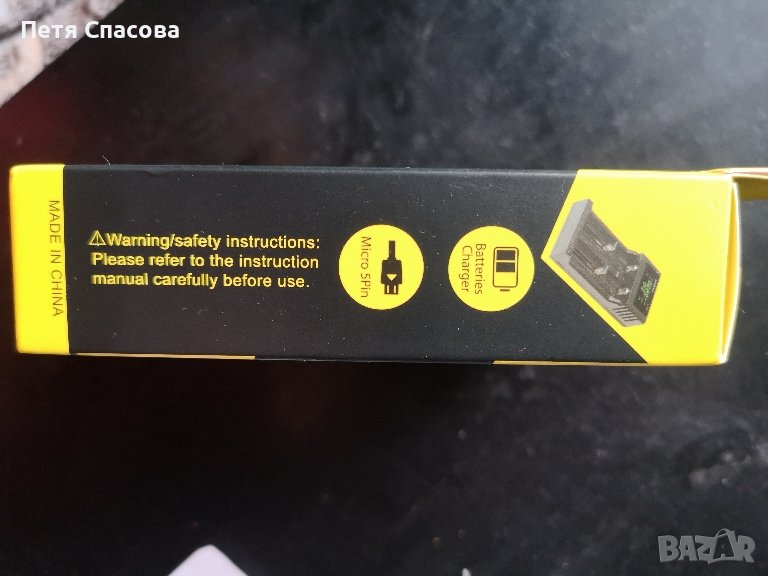 Петя Спасова
MADE IN CHINA
⚠Warning/safety instructions:
Please refer to the instruction
manual carefully before use.
Micro 5Pin
Batteries
Charger
BAZAR